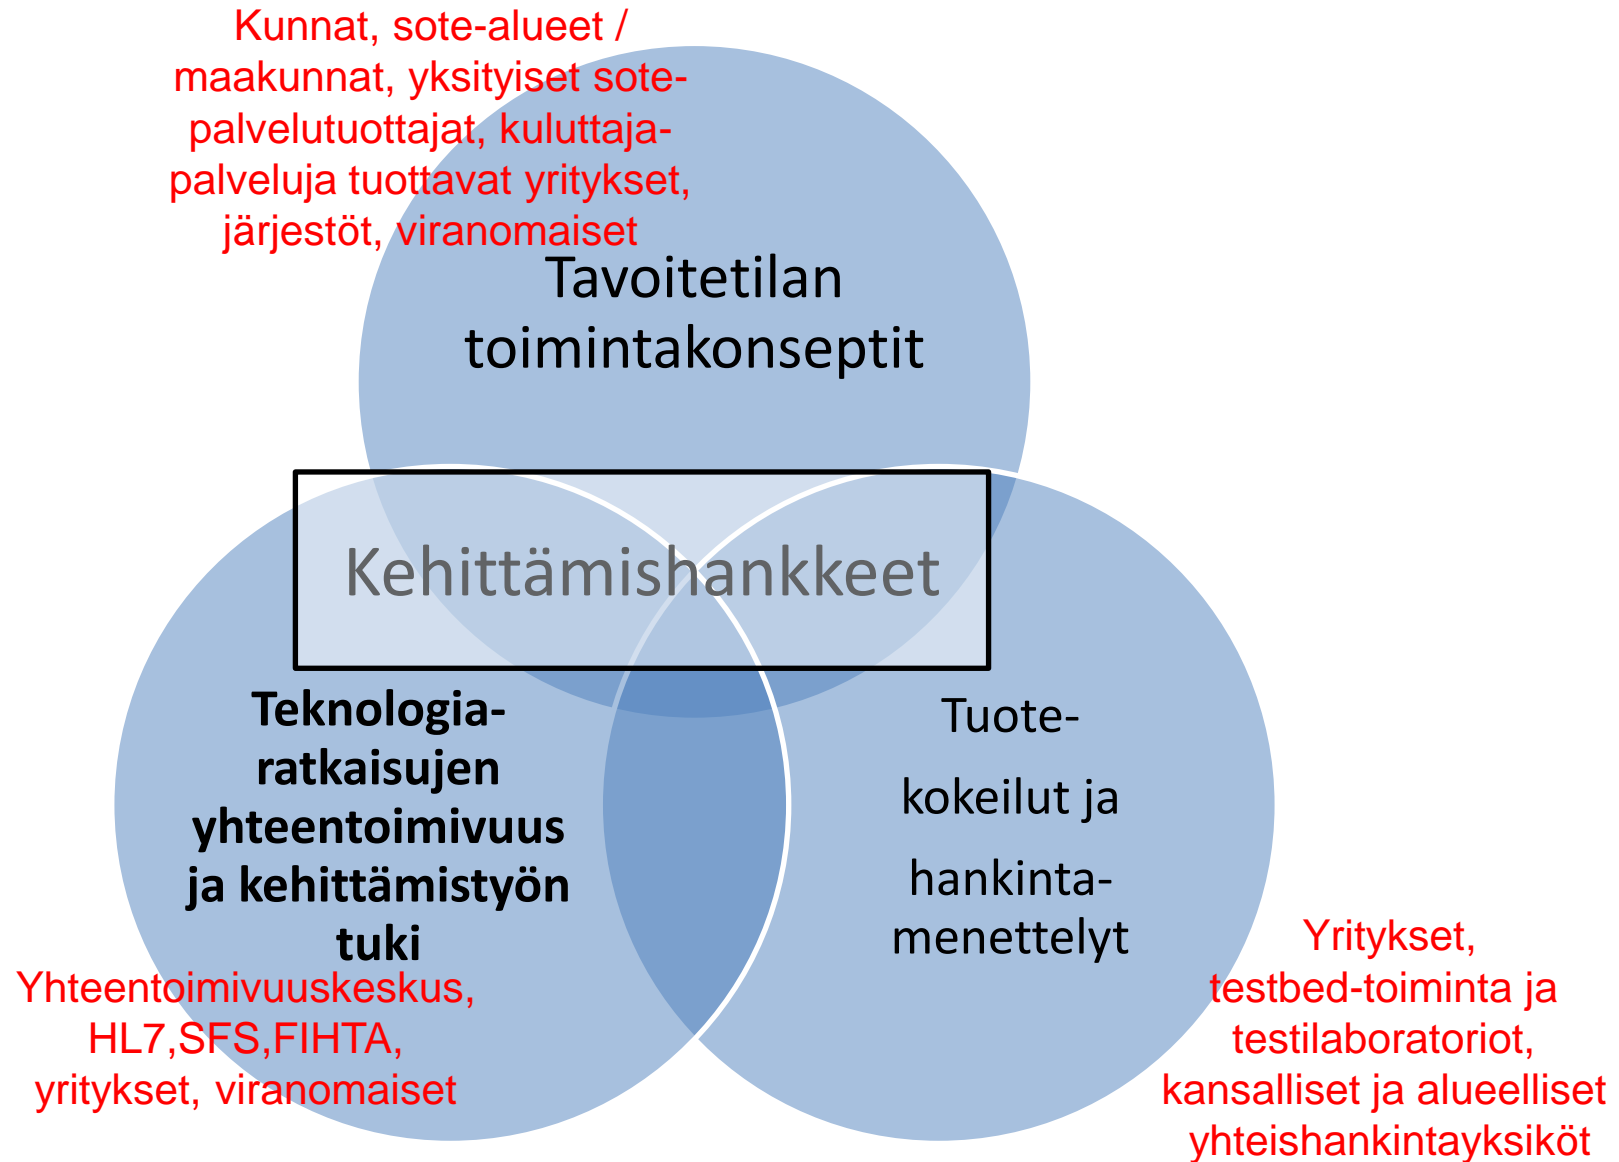 Kunnat, sote-alueet /
maakunnat, yksityiset sote-
palvelutuottajat, kuluttaja-
palveluja tuottavat yritykset,
järjestöt, viranomaiset
Tavoitetilan
toimintakonseptit
Kehittämishankkeet
Teknologia-
ratkaisujen
yhteentoimivuus
ja kehittämistyön
tuki
Yhteentoimivuuskeskus,
HL7,SFS,FIHTA,
yritykset, viranomaiset
Tuote-
kokeilut ja
hankinta-
menettelyt
Yritykset,
testbed-toiminta ja
testilaboratoriot,
kansalliset ja alueelliset
yhteishankintayksiköt